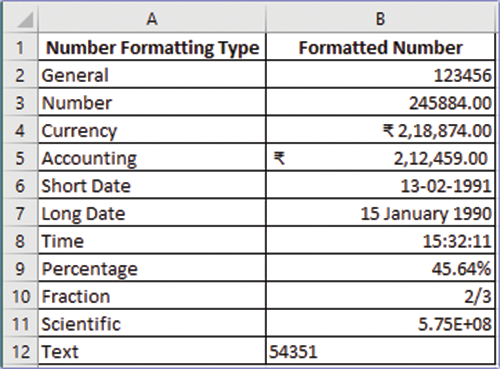 A B
1 Number Formatting Type Formatted Number
2 General 123456
3 Number 245884.00
4 Currency ₹ 2,18,874.00
5 Accounting ₹ 2,12,459.00
6 Short Date 13-02-1991
7 Long Date 15 January 1990
8 Time 15:32:11
9 Percentage 45.64%
10 Fraction 2/3
11 Scientific 5.75E+08
12 Text 54351